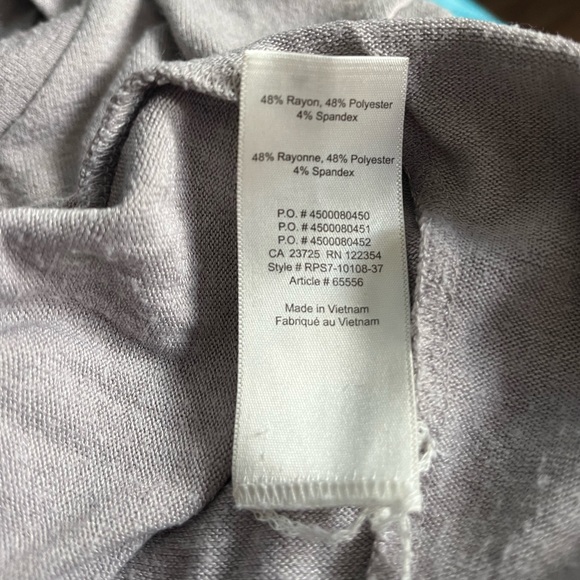 48% Rayon, 48% Polyester
4% Spandex
48% Rayonne, 48% Polyester
4% Spandex
P.O. # 4500080450
P.O. # 4500080451
P.O. # 4500080452
CA 23725 RN 122354
Style # RPS7-10108-37
Article # 65556
Made in Vietnam
Fabriqué au Vietnam